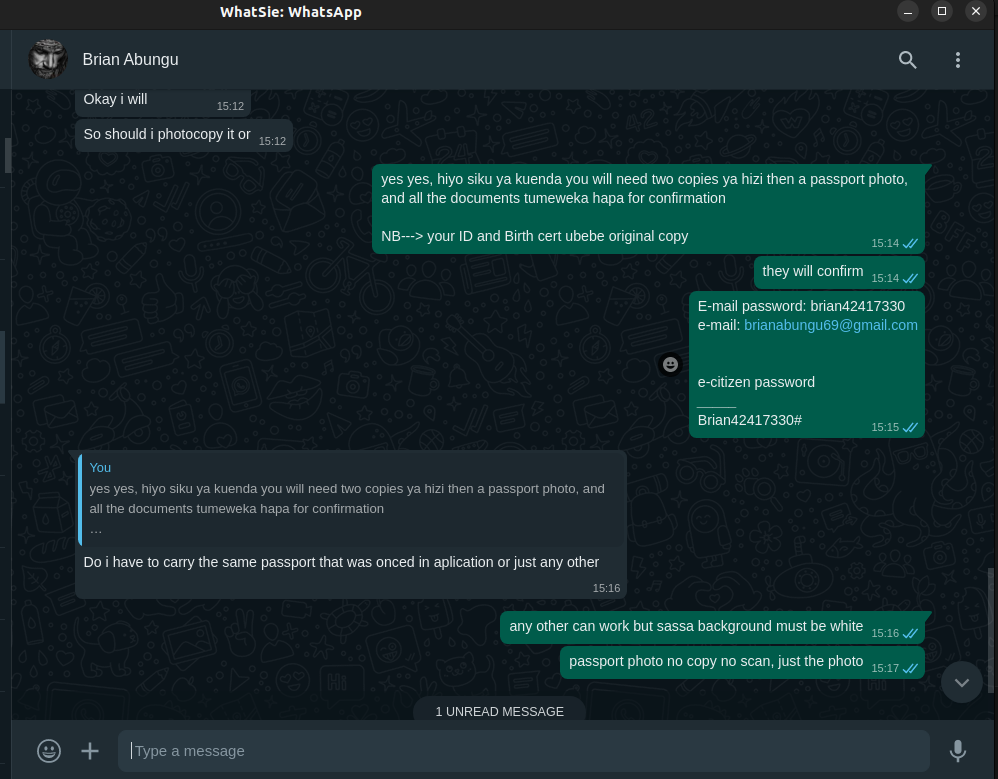 WhatSie: WhatsApp
Brian Abungu
Okay i will
15:12
So should i photocopy it or
15:12
yes yes, hiyo siku ya kuenda you will need two copies ya hizi then a passport photo,
and all the documents tumeweka hapa for confirmation
NB---> your ID and Birth cert ubebe original copy
15:14
they will confirm
15:14
E-mail password: brian42417330
e-mail: brianabungu69@gmail.com
e-citizen password
_____
Brian42417330#
15:15
You
yes yes, hiyo siku ya kuenda you will need two copies ya hizi then a passport photo, and
all the documents tumeweka hapa for confirmation
…
Do i have to carry the same passport that was onced in aplication or just any other
15:16
any other can work but sassa background must be white
15:16
passport photo no copy no scan, just the photo
15:17
1 UNREAD MESSAGE
Type a message